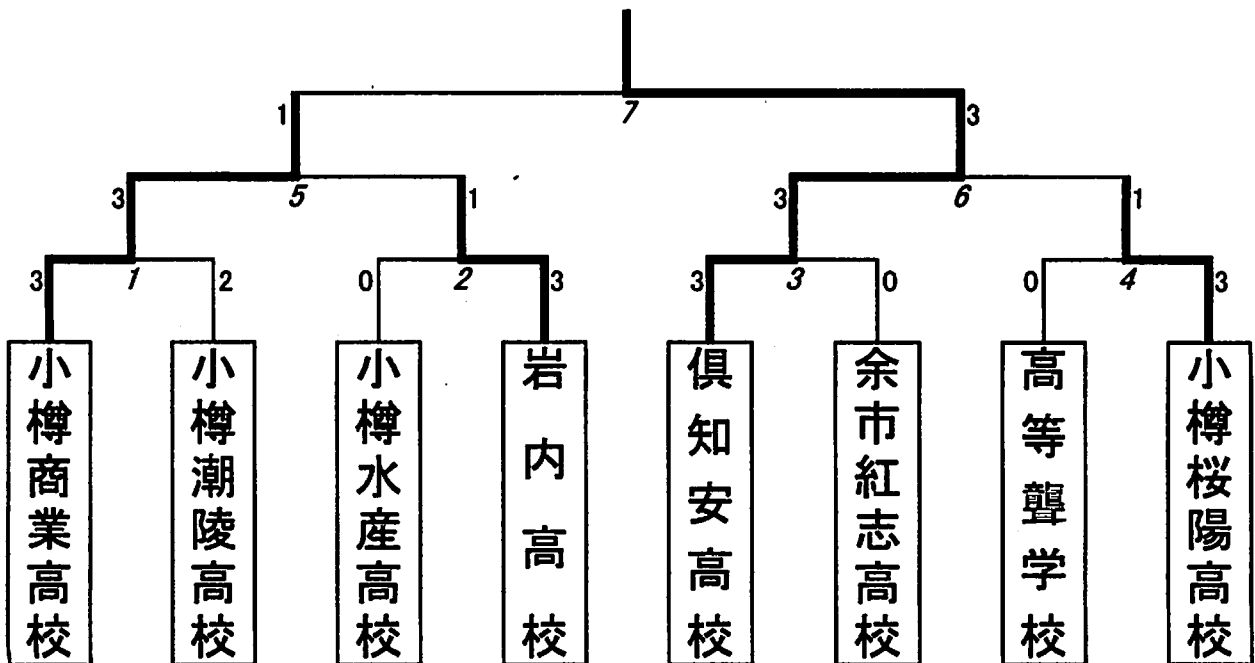 7
1 3
5 6
3 1 3 1
1 2 3 4
3 2 0 3 3 0 0 3
小樽商業高校
小樽潮陵高校
小樽水産高校
岩内高校
倶知安高校
余市紅志高校
高等聾学校
小樽桜陽高校